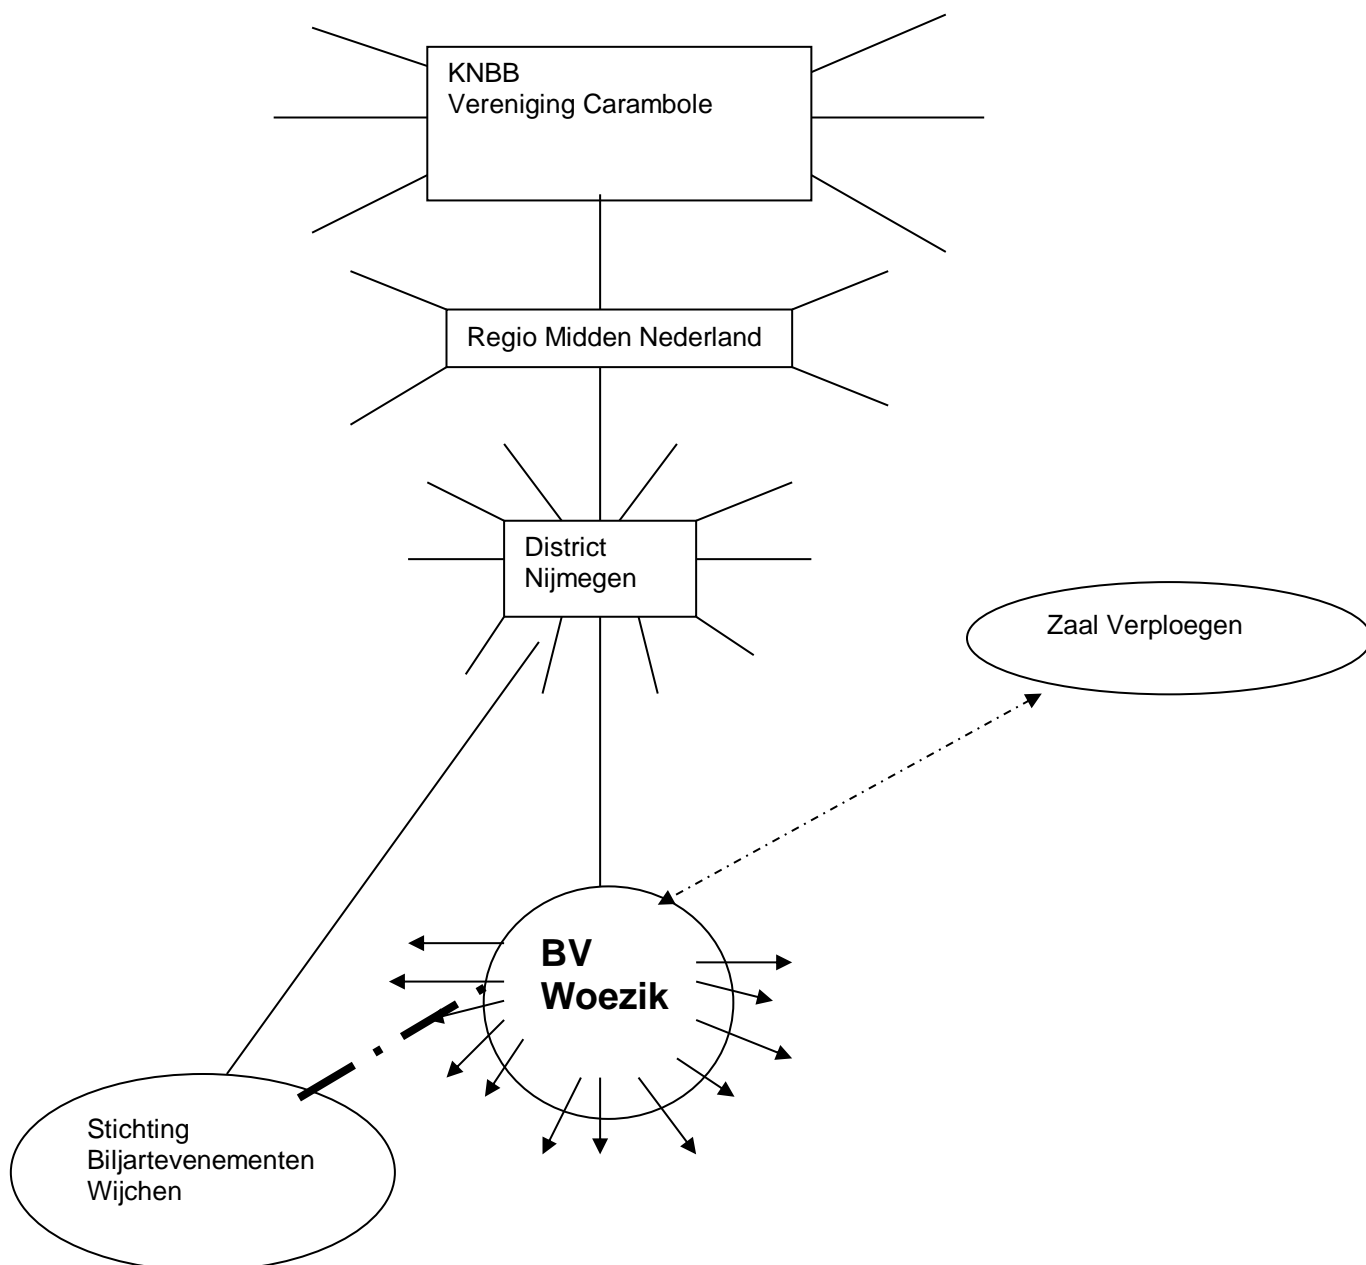 KNBB
Vereniging Carambole
Regio Midden Nederland
District
Nijmegen
Zaal Verploegen
BV
Woezik
Stichting
Biljartevenementen
Wijchen